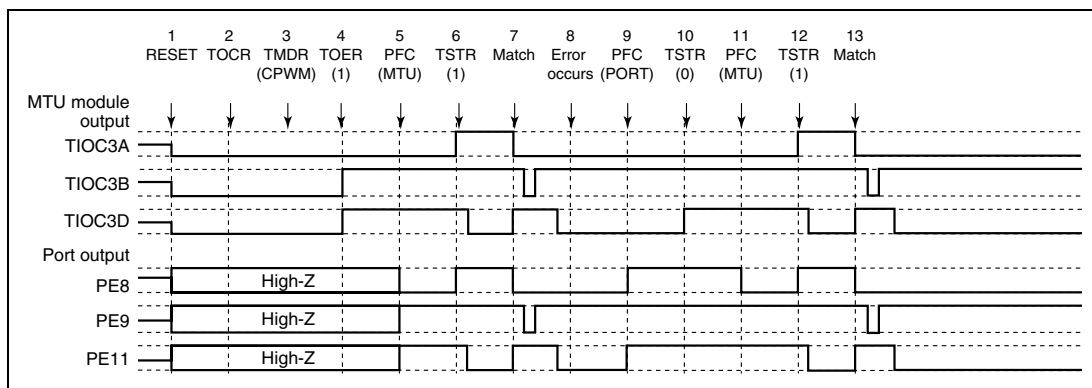 1 2 3 4 5 6 7 8 9 10 11 12 13
RESET TOCR TMDR TOER PFC TSTR Match Error PFC TSTR PFC TSTR Match
(CPWM) (1) (MTU) (1) occurs (PORT) (0) (MTU) (1)
MTU module
output
TIOC3A
TIOC3B
TIOC3D
Port output
PE8 High-Z
PE9 High-Z
PE11 High-Z